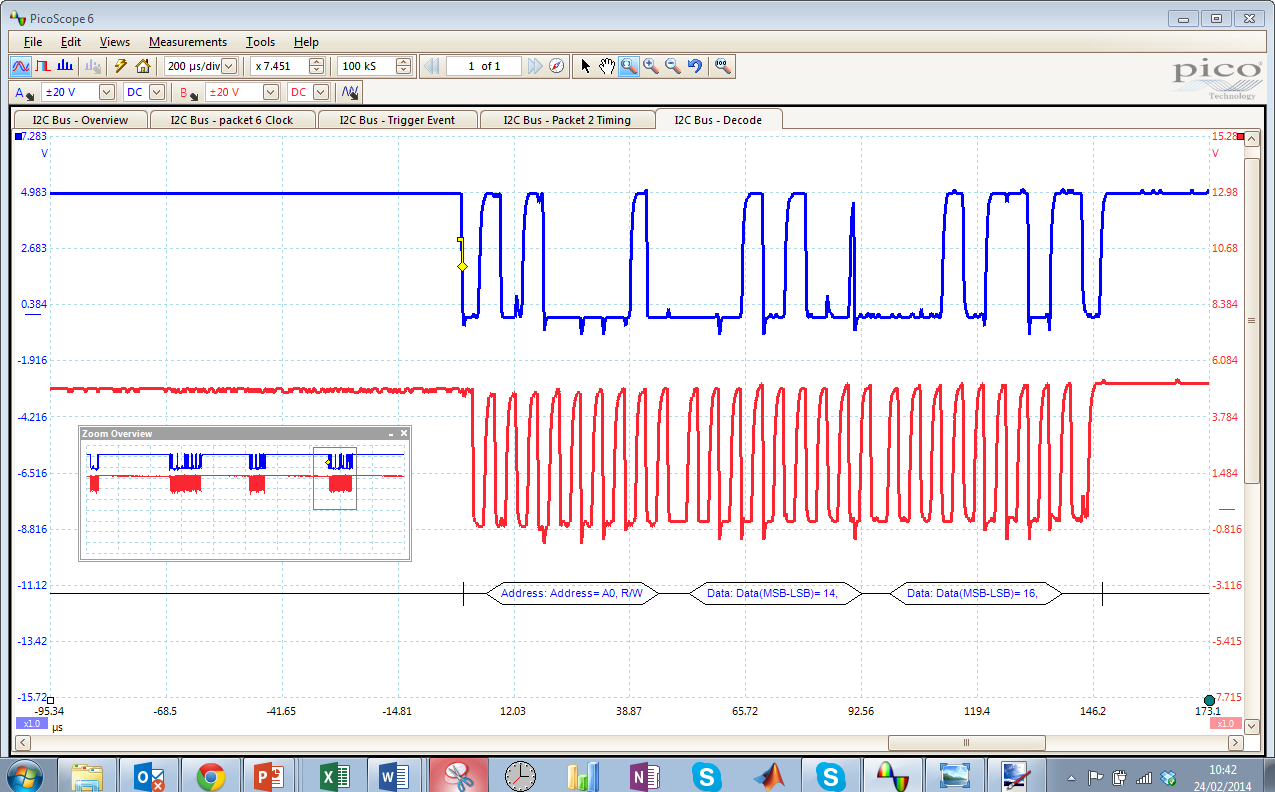 PicoScope 6
File Edit Views Measurements Tools Help
200 µs/div x 7.451 100 kS 1 of 1
A ±20 V DC B ±20 V DC
pico
Technology
I2C Bus - Overview I2C Bus - packet 6 Clock I2C Bus - Trigger Event I2C Bus - Packet 2 Timing I2C Bus - Decode
7.283 15.28
V V
4.983 12.98
2.683 10.68
0.384 8.384
-1.916 6.084
-4.216 3.784
Zoom Overview
-6.516 1.484
-8.816 -0.816
-11.12 Address: Address= A0, R/W Data: Data(MSB-LSB)= 14, Data: Data(MSB-LSB)= 16, -3.116
-13.42 -5.415
-15.72 -7.715
-95.34 -68.5 -41.65 -14.81 12.03 38.87 65.72 92.56 119.4 146.2 173.1
x1.0 µs x1.0
10:42
24/02/2014